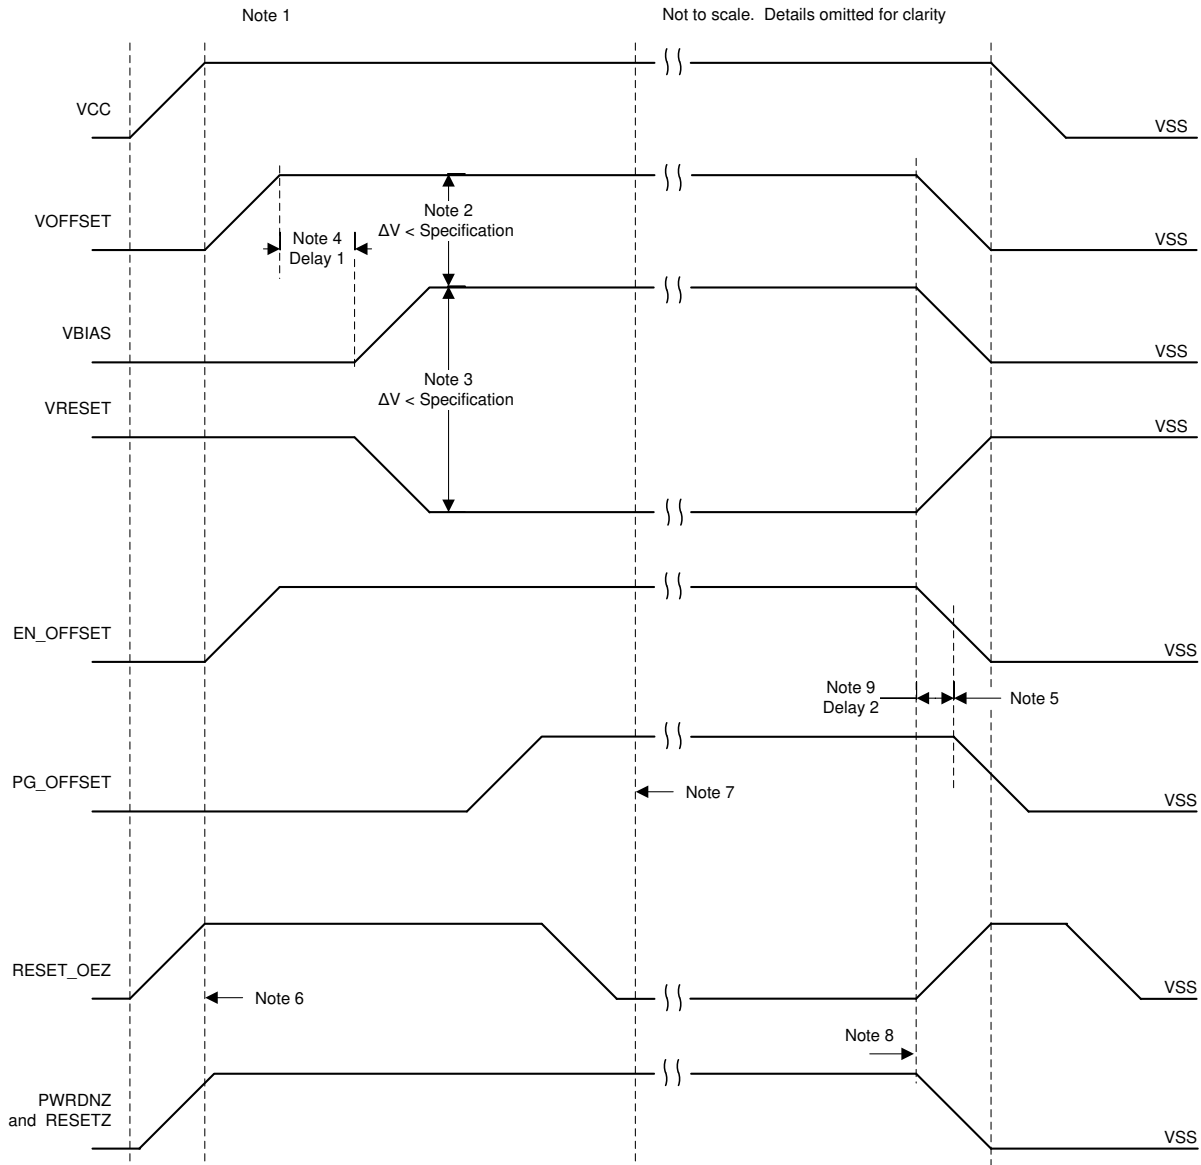 Note 1
Not to scale.  Details omitted for clarity
VCC
VSS
VOFFSET
Note 4
Delay 1
Note 2
ΔV < Specification
VSS
VBIAS
VSS
Note 3
ΔV < Specification
VRESET
VSS
EN_OFFSET
VSS
Note 9
Delay 2
Note 5
PG_OFFSET
Note 7
VSS
RESET_OEZ
Note 6
VSS
Note 8
PWRDNZ
and  RESETZ
VSS